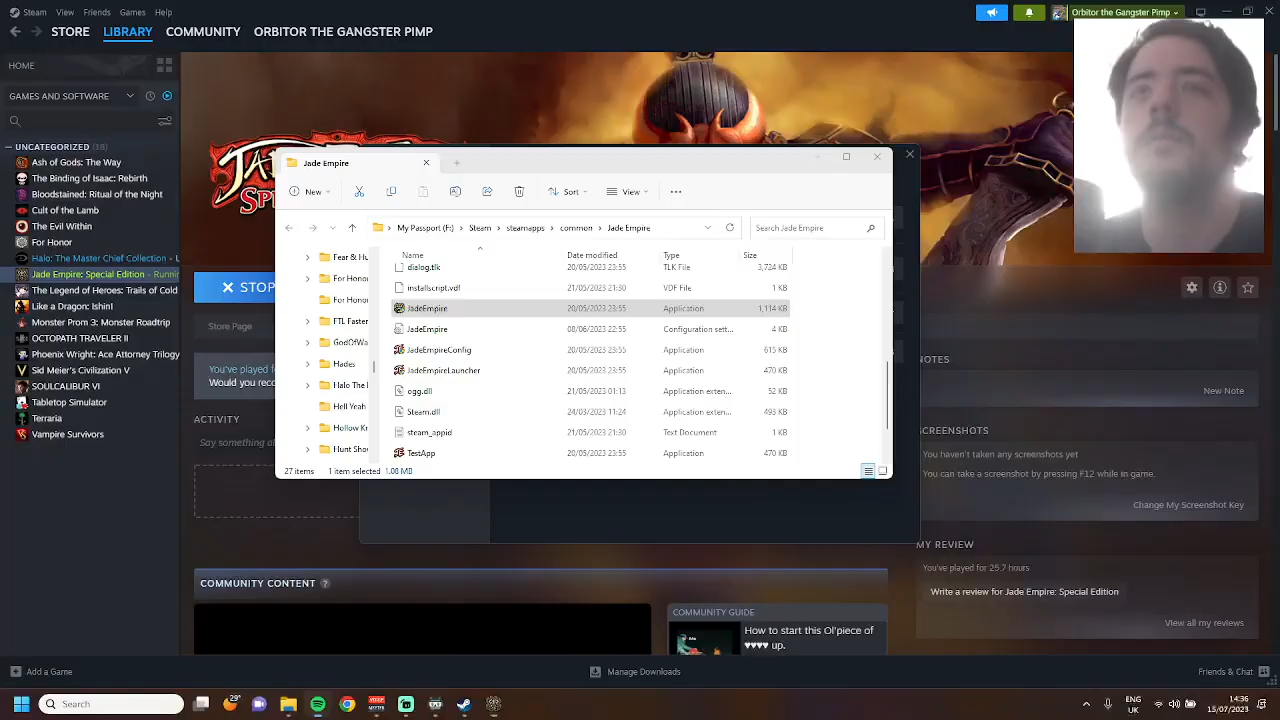 Steam View Friends Games Help
Orbitor the Gangster Pimp
STORE LIBRARY COMMUNITY ORBITOR THE GANGSTER PIMP
HOME
GAMES AND SOFTWARE
UNCATEGORIZED (18)
Ash of Gods: The Way
The Binding of Isaac: Rebirth
Bloodstained: Ritual of the Night
Cult of the Lamb
The Evil Within
For Honor
Halo: The Master Chief Collection -
Jade Empire: Special Edition - Runnin
The Legend of Heroes: Trails of
Like a Dragon: Ishin!
Monster Prom 3: Monster Roadtrip
OCTOPATH TRAVELER II
Phoenix Wright: Ace Attorney Trilogy
Sid Meier's Civilization V
SOULCALIBUR VI
Tabletop Simulator
Terraria
Vampire Survivors
Add a Game
STOP
Store Page
You've played f
Would you reco
ACTIVITY
Say something a
COMMUNITY CONTENT ?
COMMUNITY GUIDE
How to start this Ol'piece of
♥♥♥♥ up.
Manage Downloads
Jade Empire
New Sort View
My Passport (F:) Steam steamapps common Jade Empire
Search Jade Empire
Fear & Hu
For Honor
For Honor
FTL Faster
GodOfWa
Hades
Halo The I
Hell Yeah
Hollow Kn
Hunt Show
Name Date modified Type Size
dialog.tlk 20/05/2023 23:55 TLK File 3,724 KB
installscript.vdf 21/05/2023 21:30 VDF File 1 KB
JadeEmpire 20/05/2023 23:55 Application 1,114 KB
JadeEmpire 08/06/2023 22:55 Configuration sett... 4 KB
JadeEmpireConfig 20/05/2023 23:55 Application 615 KB
JadeEmpireLauncher 20/05/2023 23:55 Application 470 KB
ogg.dll 21/05/2023 01:13 Application exten... 52 KB
Steam.dll 24/03/2023 11:24 Application exten... 493 KB
steam_appid 21/05/2023 21:30 Text Document 1 KB
TestApp 20/05/2023 23:55 Application 470 KB
27 items 1 item selected 1.08 MB
NOTES
New Note
SCREENSHOTS
You haven't taken any screenshots yet
You can take a screenshot by pressing F12 while in game.
Change My Screenshot Key
MY REVIEW
You've played for 25.7 hours
Write a review for Jade Empire: Special Edition
View all my reviews
Friends & Chat
Search
29°
ENG
UK
14:36